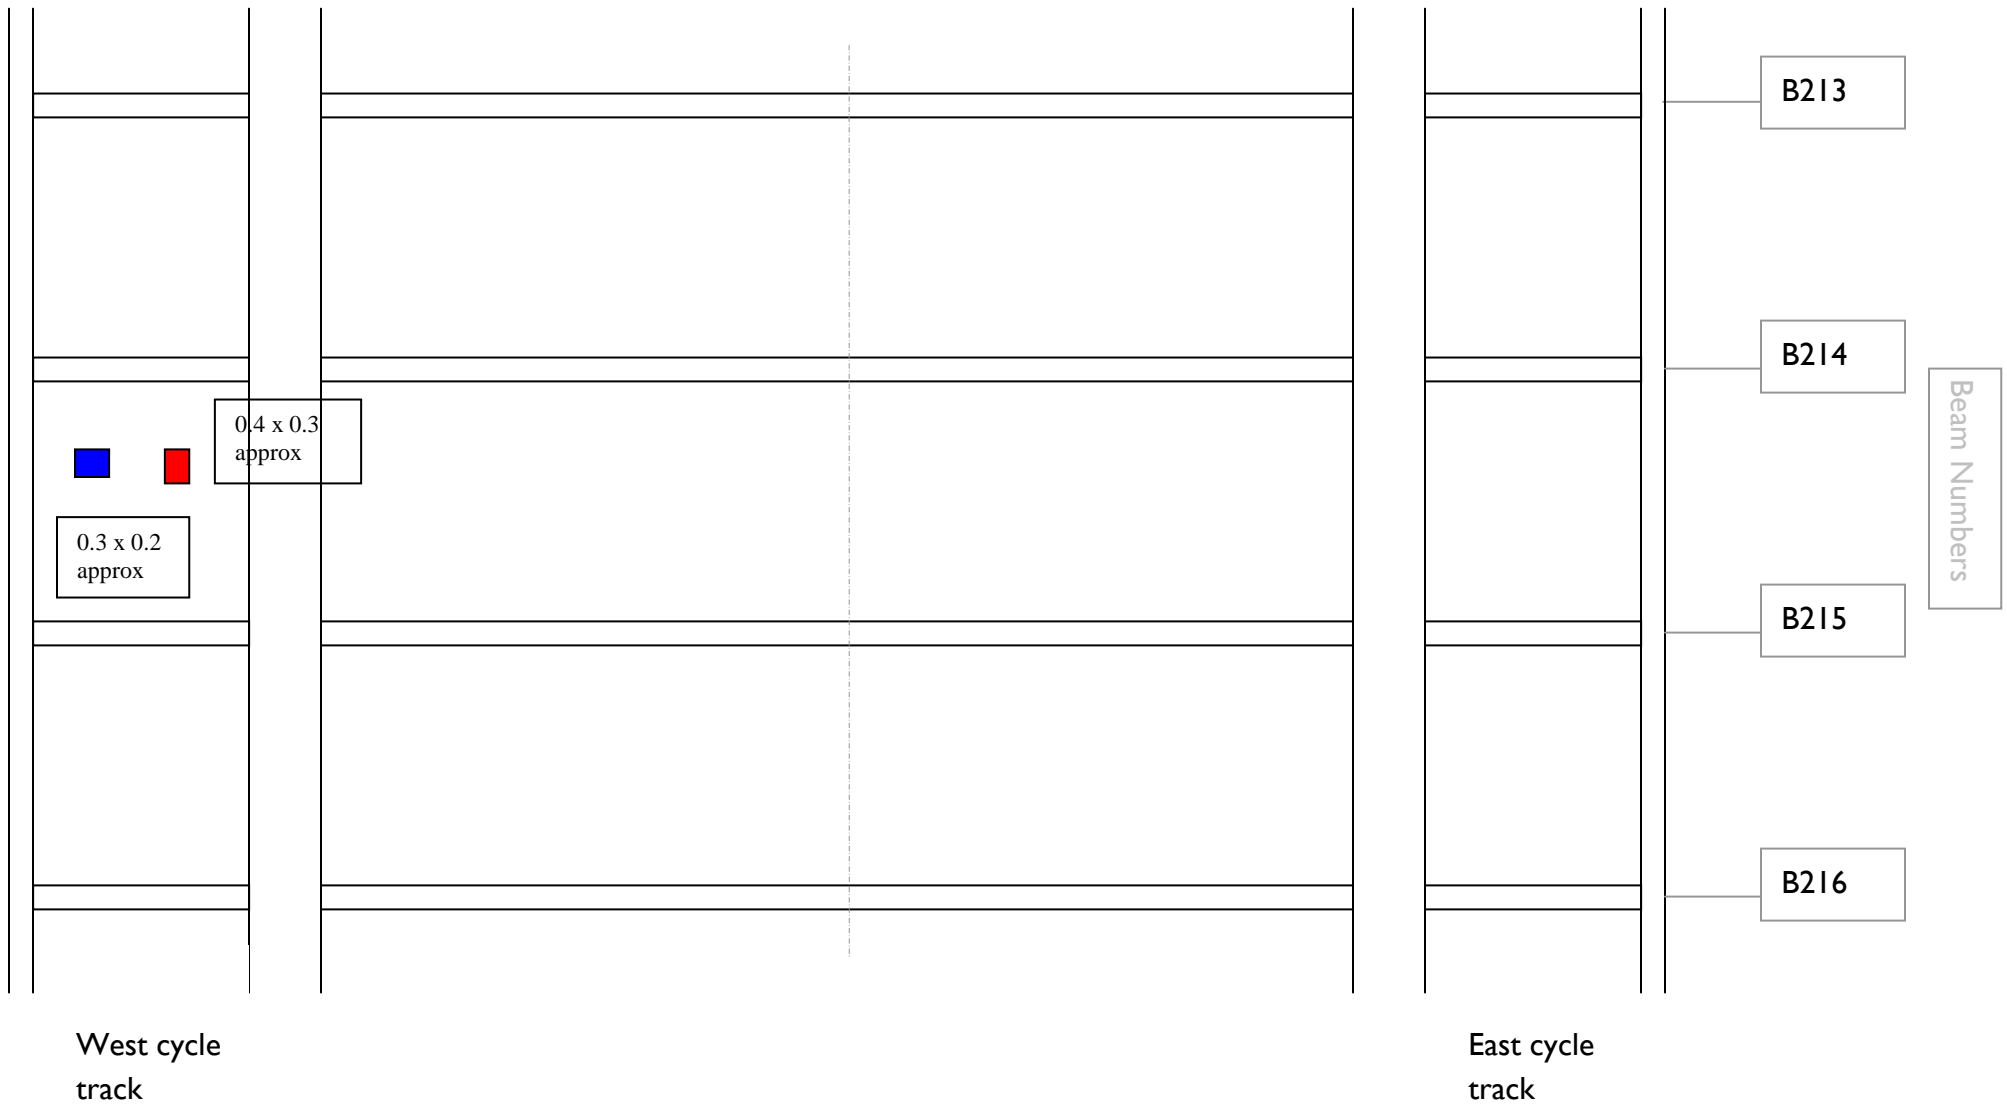 B213
B214
0.4 x 0.3
approx
Beam Numbers
0.3 x 0.2
approx
B215
B216
West cycle
track
East cycle
track